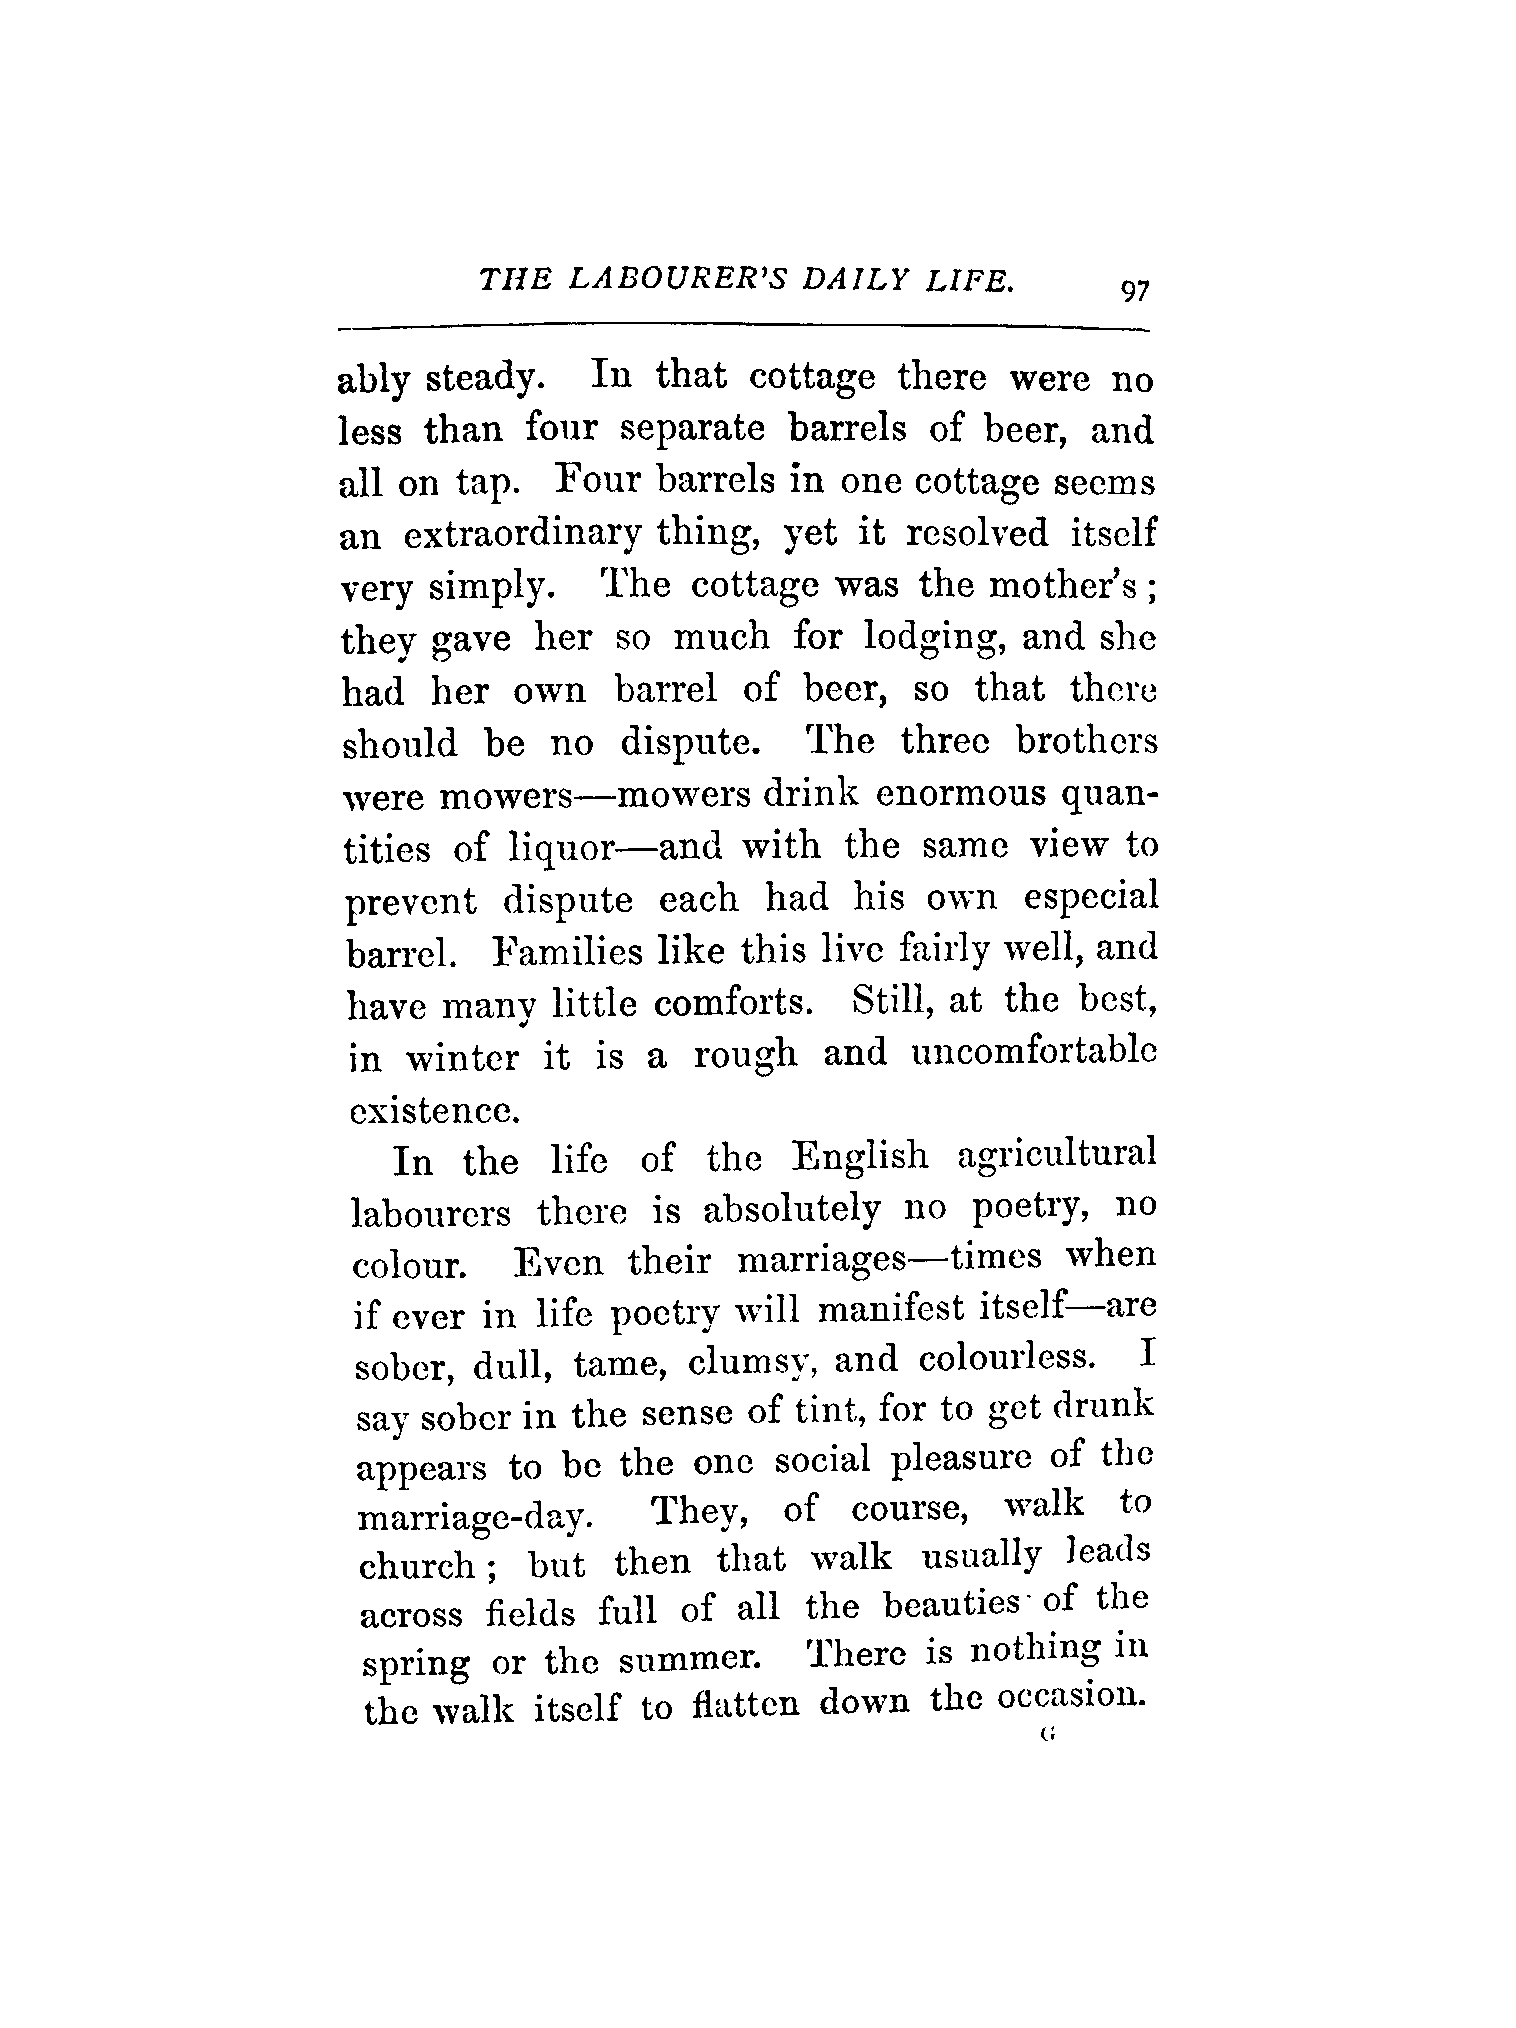 THE LABOURER'S DAILY LIFE. 97
ably steady. In that cottage there were no
less than four separate barrels of beer, and
all on tap. Four barrels in one cottage seems
an extraordinary thing, yet it resolved itself
very simply. The cottage was the mother's ;
they gave her so much for lodging, and she
had her own barrel of beer, so that there
should be no dispute. The three brothers
were mowers—mowers drink enormous quan-
tities of liquor—and with the same view to
prevent dispute each had his own especial
barrel. Families like this live fairly well, and
have many little comforts. Still, at the best,
in winter it is a rough and uncomfortable
existence.
In the life of the English agricultural
labourers there is absolutely no poetry, no
colour. Even their marriages—times when
if ever in life poetry will manifest itself—are
sober, dull, tame, clumsy, and colourless. I
say sober in the sense of tint, for to get drunk
appears to be the one social pleasure of the
marriage-day. They, of course, walk to
church ; but then that walk usually leads
across fields full of all the beauties of the
spring or the summer. There is nothing in
the walk itself to flatten down the occasion.
G